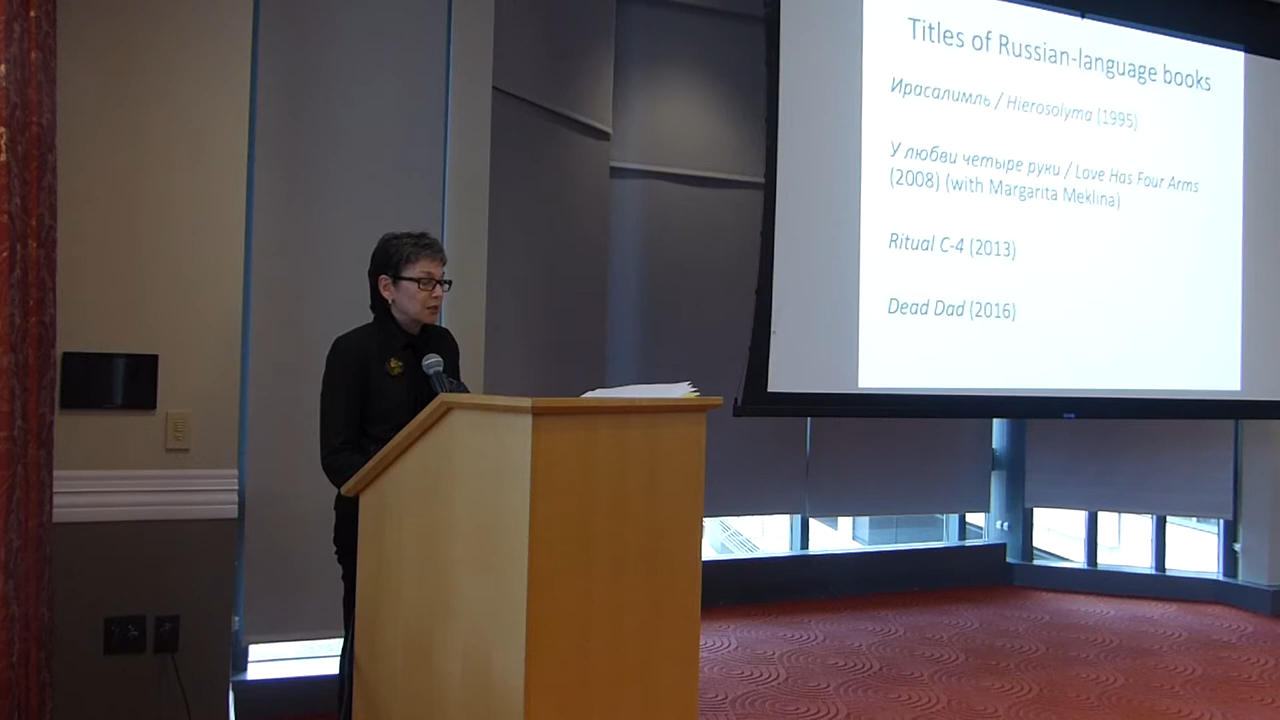 Titles of Russian-language books
Ирасалимль / Hierosolyma (1995)
У любви четыре руки / Love Has Four Arms
(2008) (with Margarita Meklina)
Ritual C-4 (2013)
Dead Dad (2016)